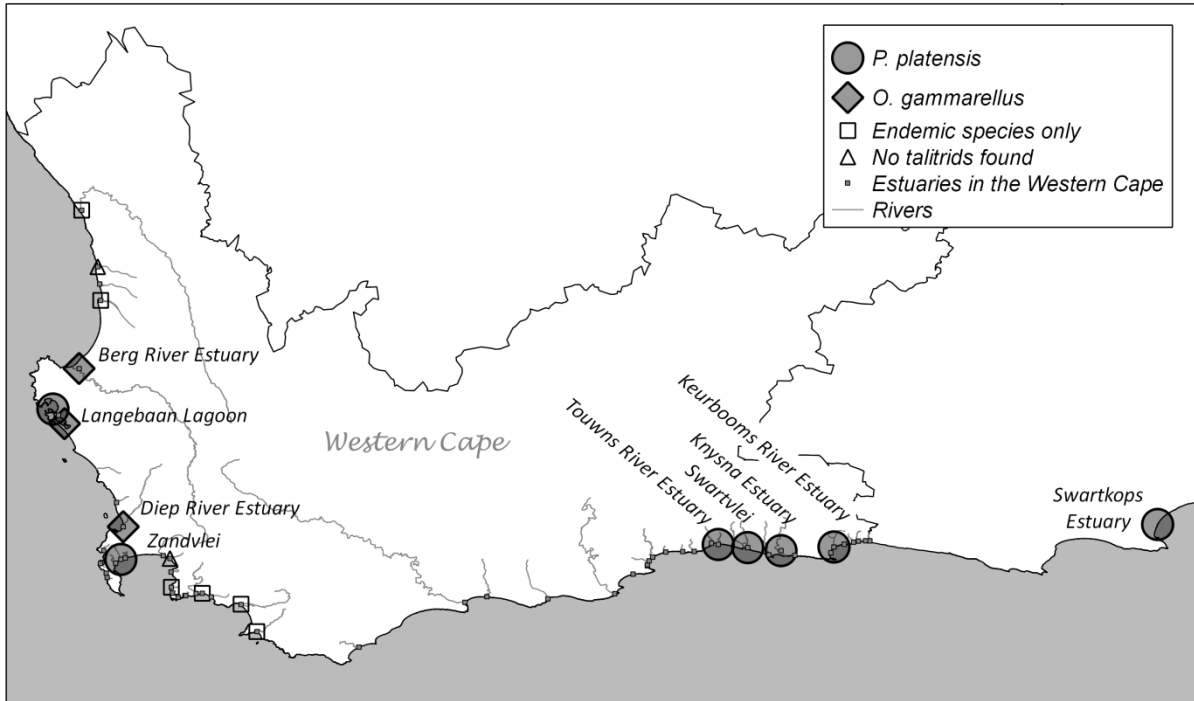 P. platensis
O. gammarellus
Endemic species only
No talitrids found
Estuaries in the Western Cape
Rivers
Berg River Estuary
Langebaan Lagoon
Western Cape
Diep River Estuary
Zandvlei
Touwns River Estuary
Swartvlei
Knysna Estuary
Keurbooms River Estuary
Swartkops
Estuary